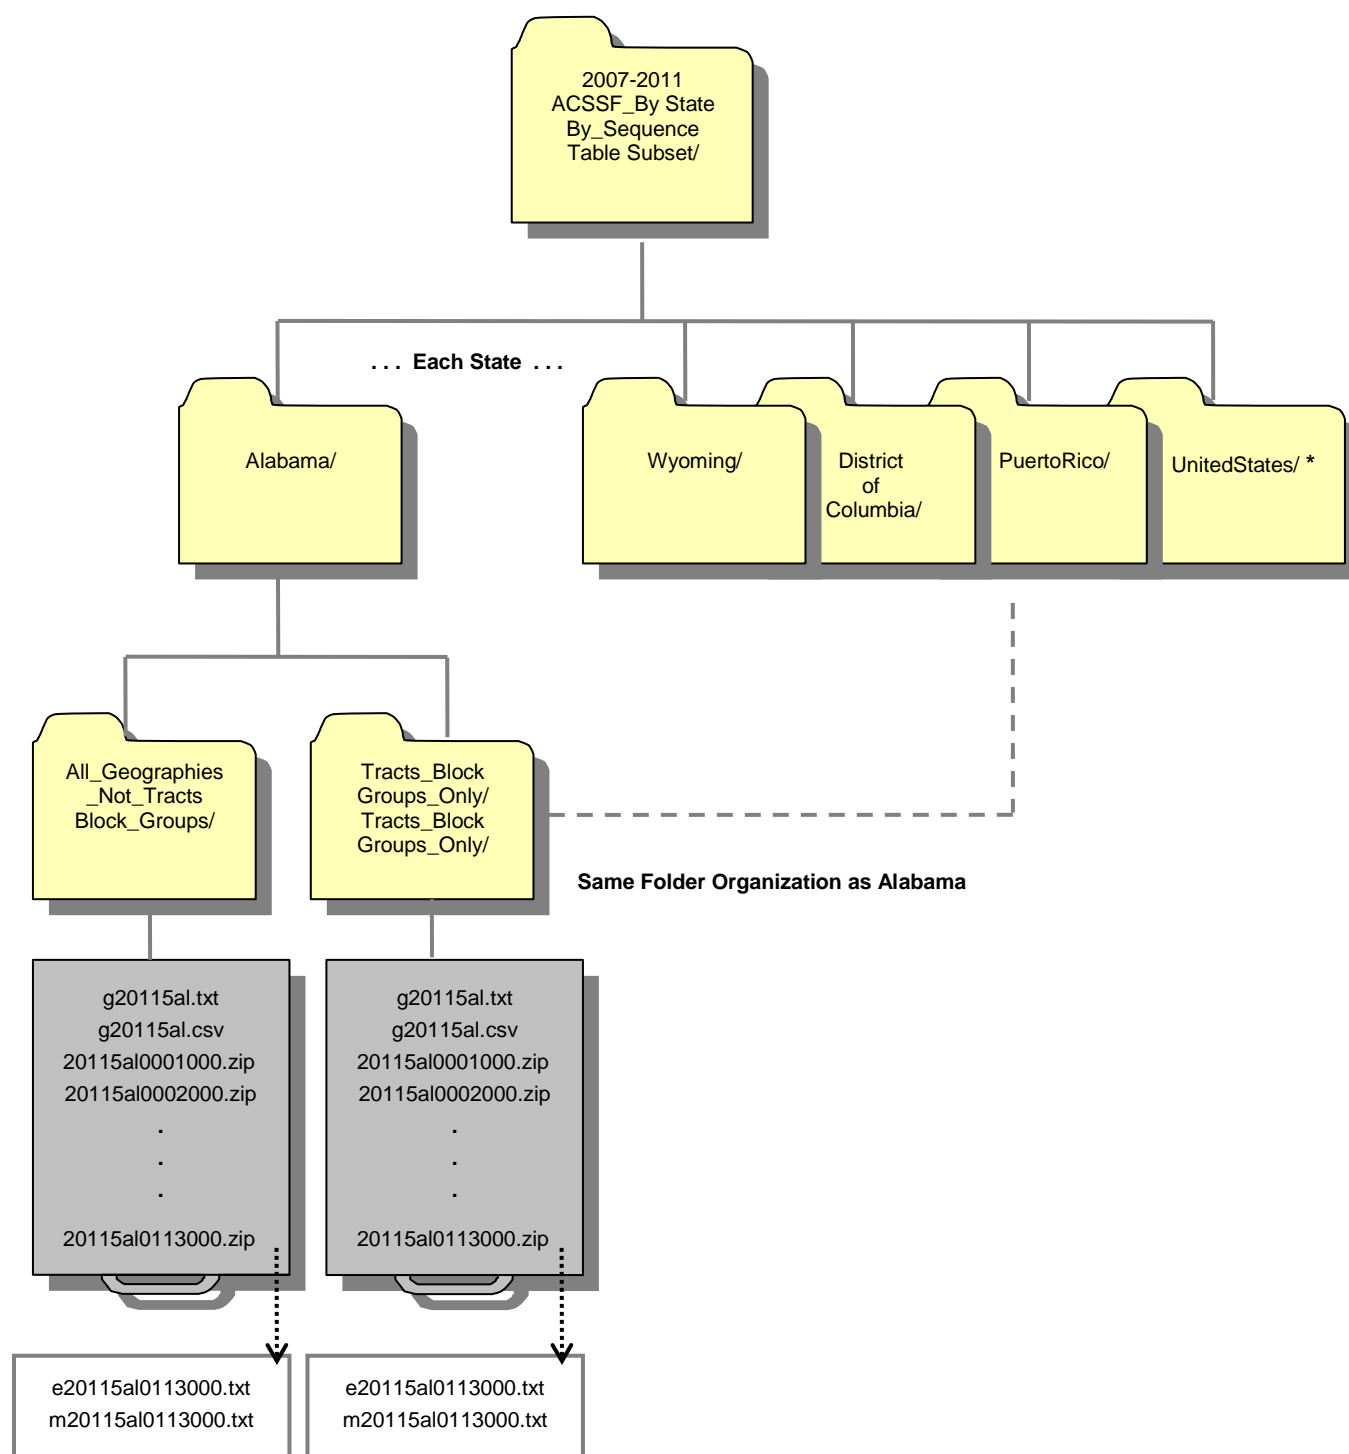 2007-2011
ACSSF_By State
By_Sequence
Table Subset/
. . . Each State . . .
Alabama/
Wyoming/
District
of
Columbia/
PuertoRico/
UnitedStates/ *
All_Geographies
_Not_Tracts
Block_Groups/
Tracts_Block
Groups_Only/
Tracts_Block
Groups_Only/
Same Folder Organization as Alabama
g20115al.txt
g20115al.csv
20115al0001000.zip
20115al0002000.zip
.
.
.
20115al0113000.zip
g20115al.txt
g20115al.csv
20115al0001000.zip
20115al0002000.zip
.
.
.
20115al0113000.zip
e20115al0113000.txt
m20115al0113000.txt
e20115al0113000.txt
m20115al0113000.txt